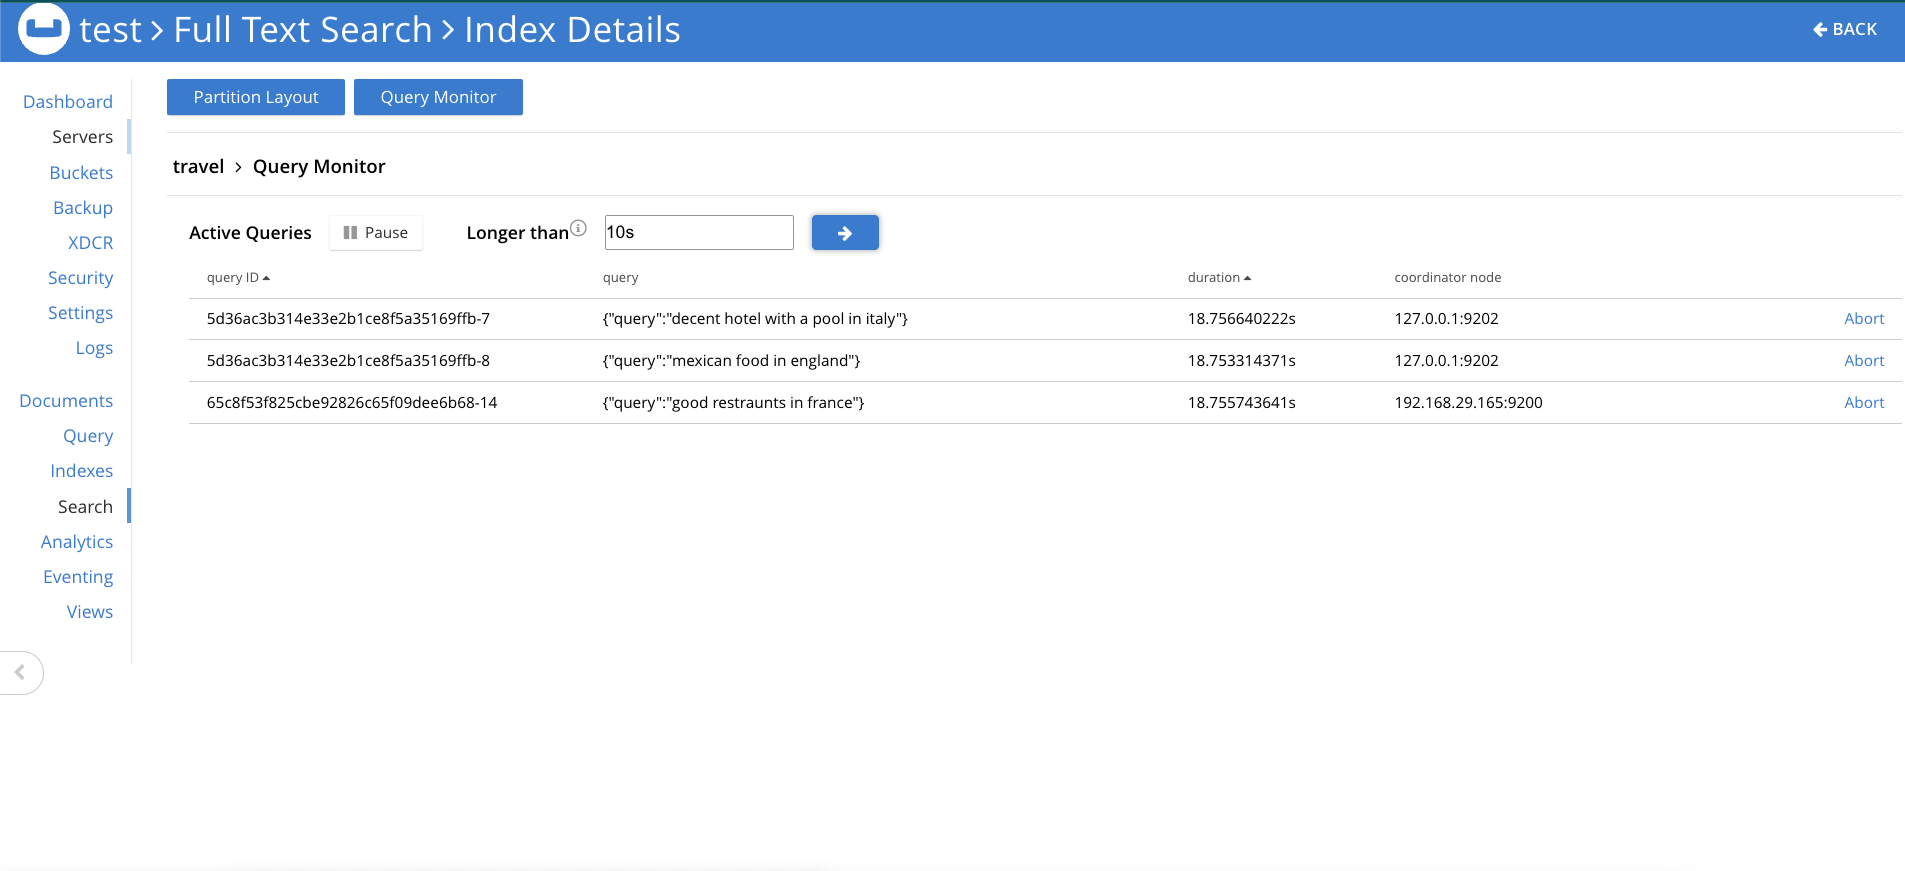 test > Full Text Search > Index Details
BACK
Dashboard
Servers
Buckets
Backup
XDCR
Security
Settings
Logs
Documents
Query
Indexes
Search
Analytics
Eventing
Views
Partition Layout
Query Monitor
travel > Query Monitor
Active Queries
Pause
Longer than
10s
query ID
query
duration
coordinator node
5d36ac3b314e33e2b1ce8f5a35169ffb-7 {"query":"decent hotel with a pool in italy"} 18.756640222s 127.0.0.1:9202 Abort
5d36ac3b314e33e2b1ce8f5a35169ffb-8 {"query":"mexican food in england"} 18.753314371s 127.0.0.1:9202 Abort
65c8f53f825cbe92826c65f09dee6b68-14 {"query":"good restraunts in france"} 18.755743641s 192.168.29.165:9200 Abort